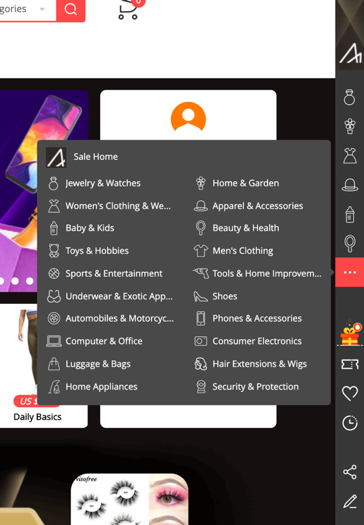 gories
0
Sale Home
Jewelry & Watches
Home & Garden
Women's Clothing & We...
Apparel & Accessories
Baby & Kids
Beauty & Health
Toys & Hobbies
Men's Clothing
Sports & Entertainment
Tools & Home Improvem...
Underwear & Exotic App...
Shoes
Automobiles & Motorcyc...
Phones & Accessories
Computer & Office
Consumer Electronics
Luggage & Bags
Hair Extensions & Wigs
Home Appliances
Security & Protection
US
Daily Basics